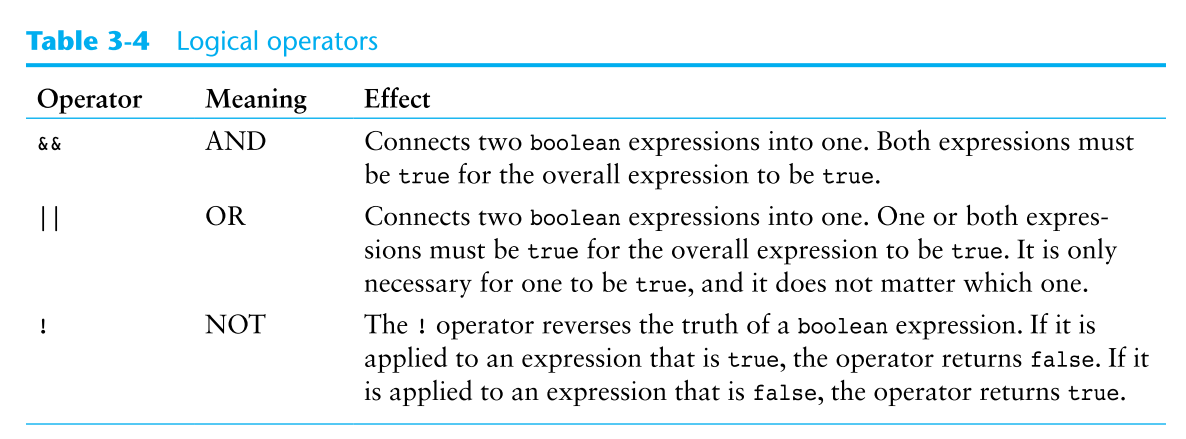 Table 3-4 Logical operators
Operator Meaning Effect
&& AND Connects two boolean expressions into one. Both expressions must
be true for the overall expression to be true.
|| OR Connects two boolean expressions into one. One or both expres-
sions must be true for the overall expression to be true. It is only
necessary for one to be true, and it does not matter which one.
! NOT The ! operator reverses the truth of a boolean expression. If it is
applied to an expression that is true, the operator returns false. If it
is applied to an expression that is false, the operator returns true.